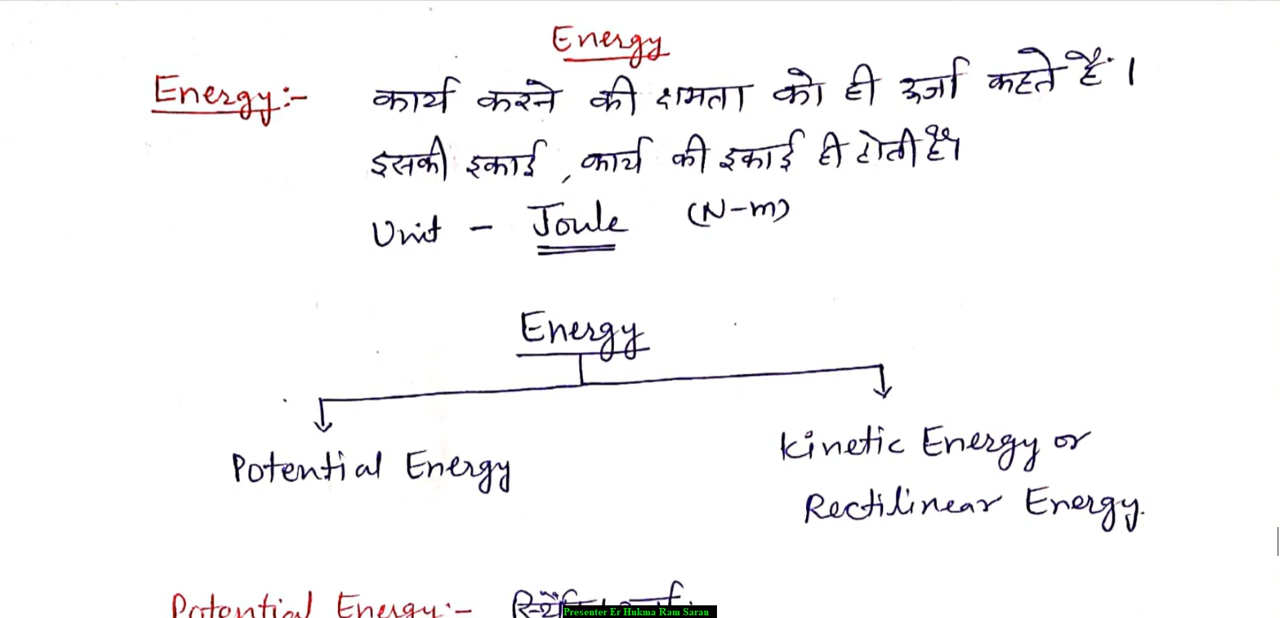 Energy
Energy:- कार्य करने की क्षमता को ही ऊर्जा कहते हैं।
इसकी इकाई, कार्य की इकाई ही होती है।
Unit - Joule (N-m)
Energy
Potential Energy
Kinetic Energy or
Rectilinear Energy.
Potential Energy:-
Presenter Er Hukma Ram Saran